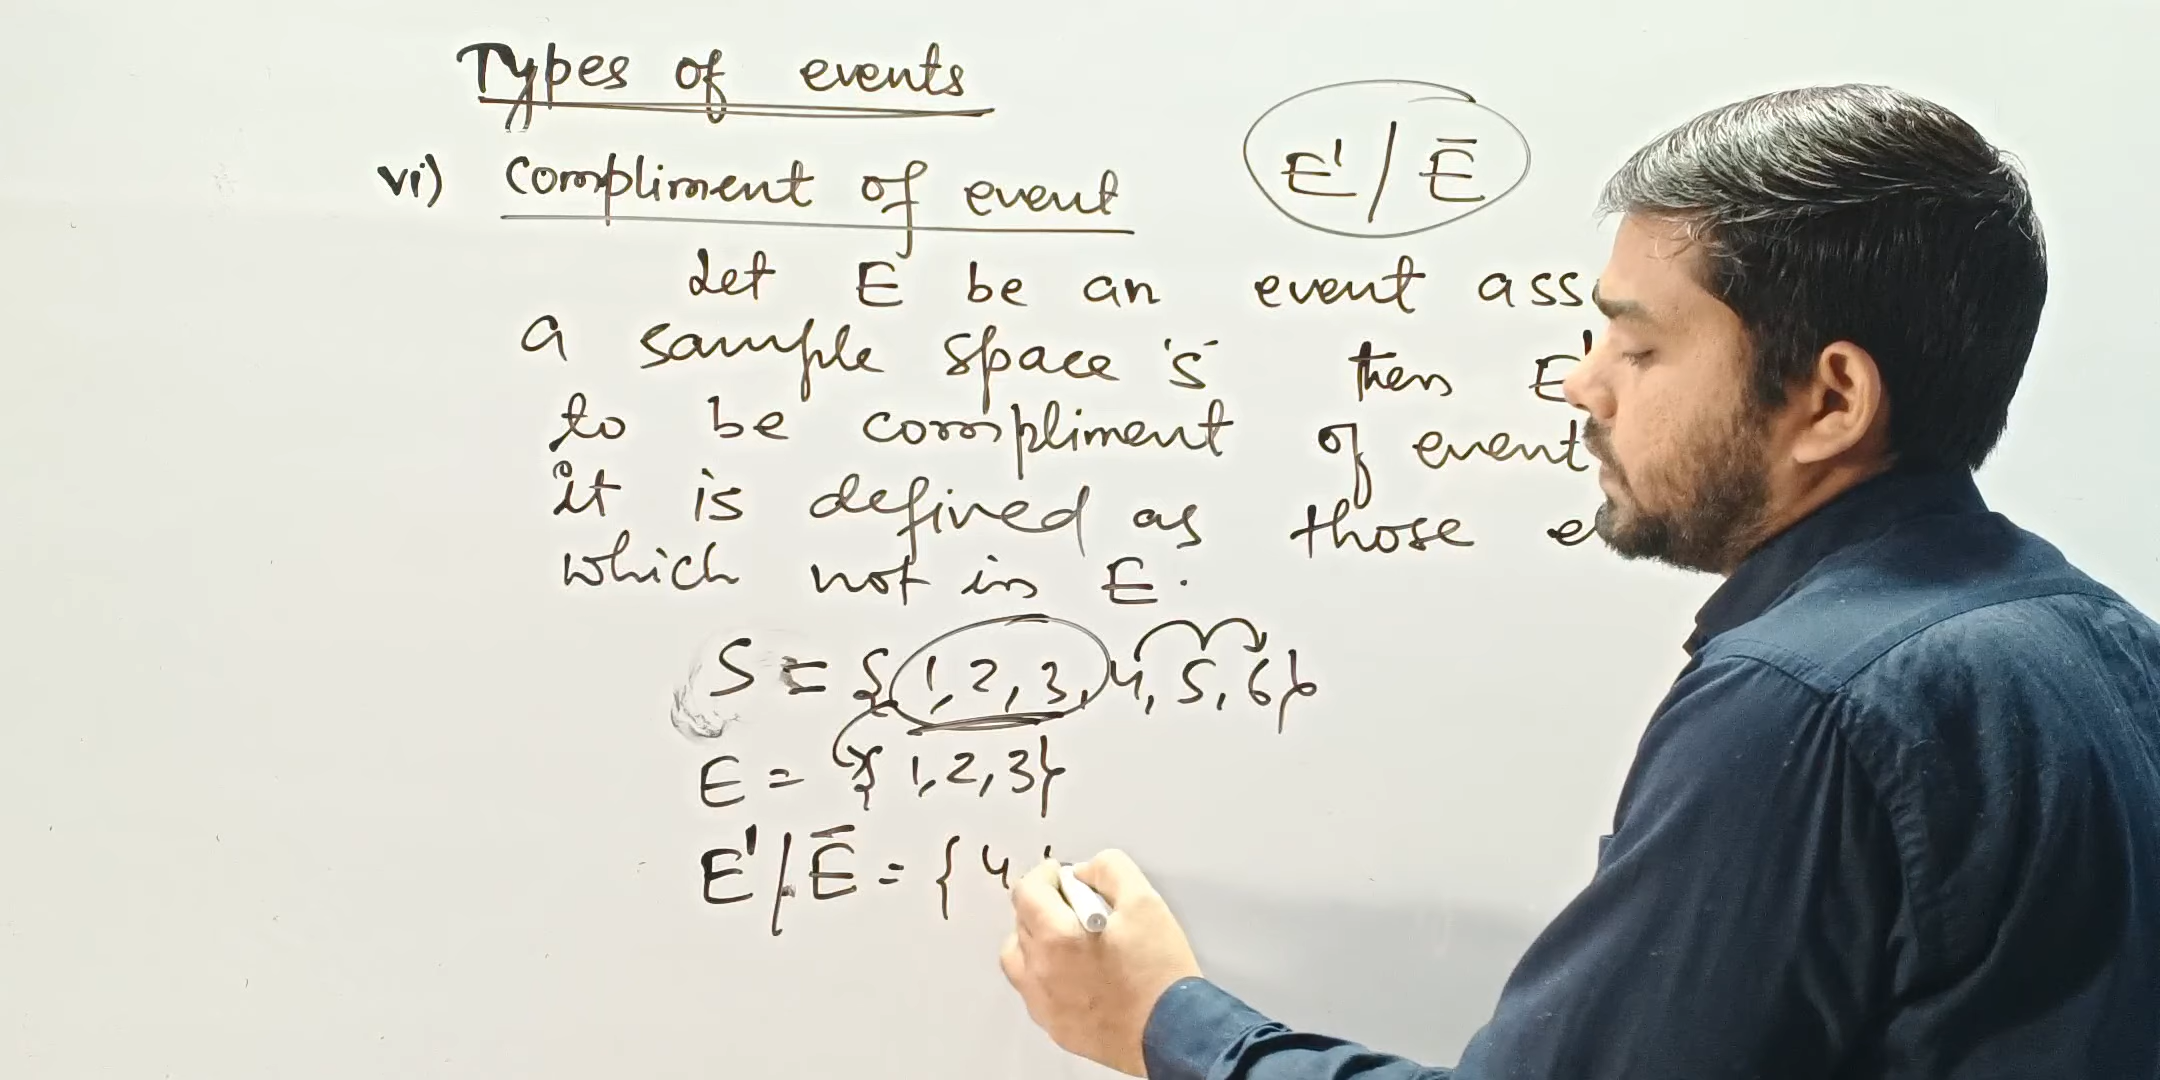 Types of events
vi) Compliment of event E' / Ē
Let E be an event ass
a sample space 'S' then E'
to be compliment of event
it is defined as those e
which not in E.
S = { 1, 2, 3, 4, 5, 6}
E = { 1, 2, 3}
E' / Ē = { 4,